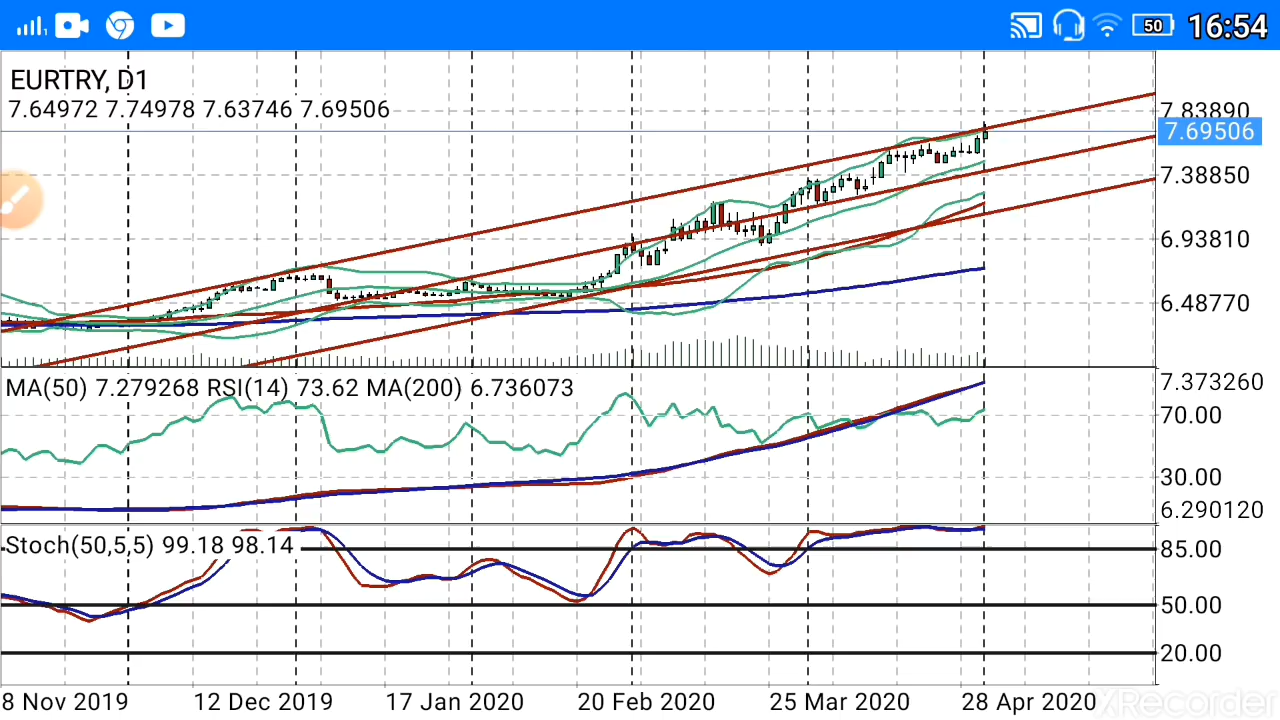 50 16:54
EURTRY, D1
7.64972 7.74978 7.63746 7.69506
7.83890
7.69506
7.38850
6.93810
6.48770
MA(50) 7.279268 RSI(14) 73.62 MA(200) 6.736073
7.373260
70.00
30.00
6.290120
Stoch(50,5,5) 99.18 98.14
85.00
50.00
20.00
8 Nov 2019 12 Dec 2019 17 Jan 2020 20 Feb 2020 25 Mar 2020 28 Apr 2020
XRecorder